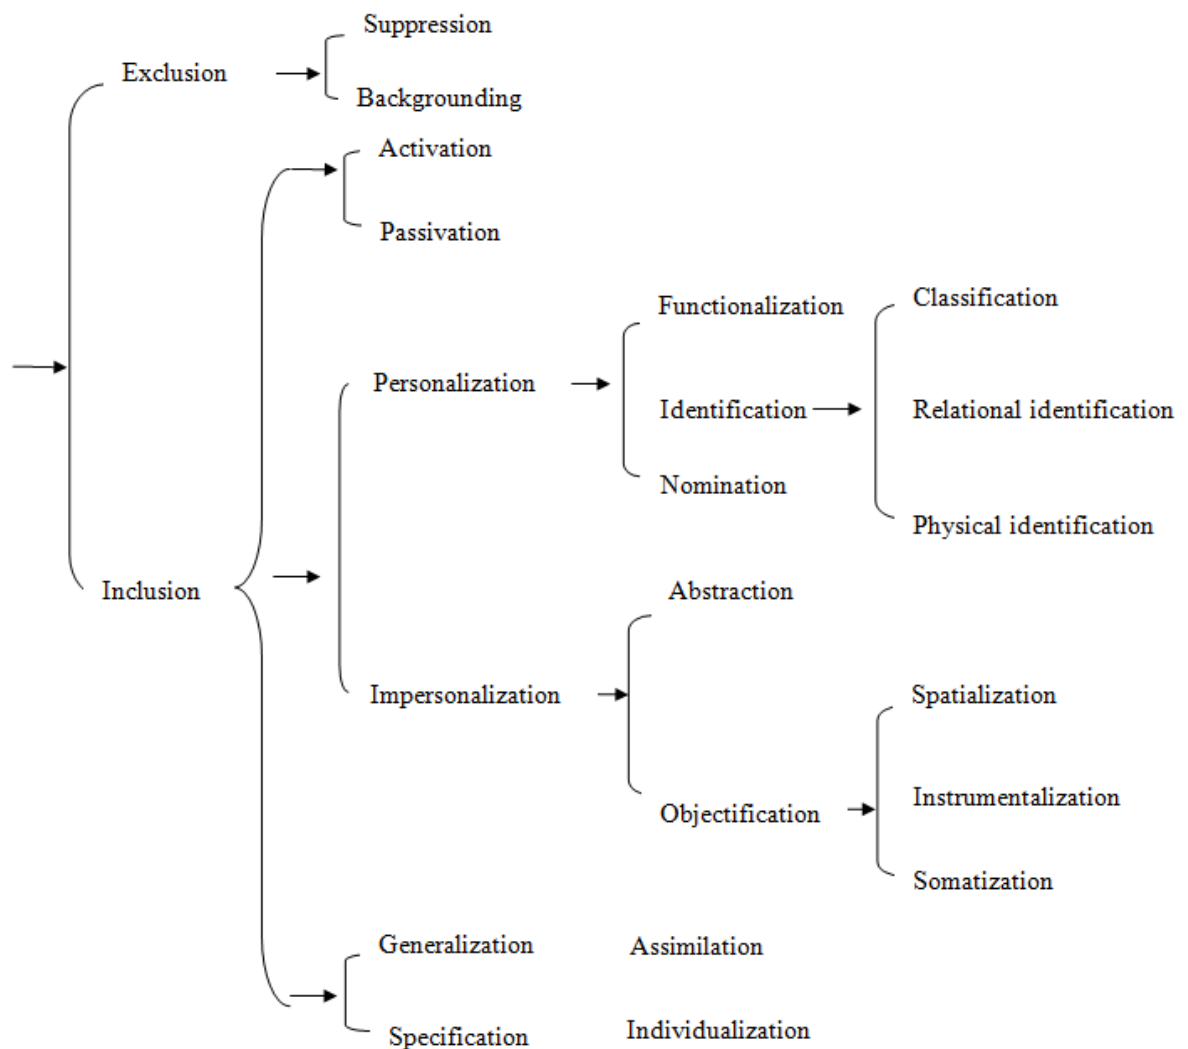 Suppression
Exclusion
Backgrounding
Activation
Passivation
Functionalization
Classification
Personalization
Identification
Relational identification
Nomination
Physical identification
Inclusion
Abstraction
Impersonalization
Spatialization
Objectification
Instrumentalization
Somatization
Generalization
Assimilation
Specification
Individualization